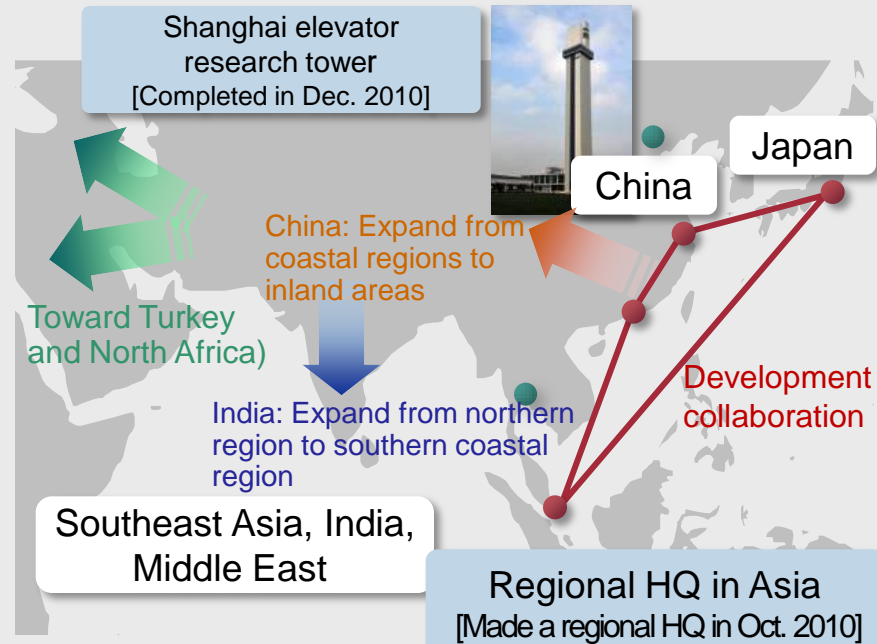 Shanghai elevator
research tower
[Completed in Dec. 2010]
Japan
China
China: Expand from
coastal regions to
inland areas
Toward Turkey
and North Africa)
Development
collaboration
India: Expand from northern
region to southern coastal
region
Southeast Asia, India,
Middle East
Regional HQ in Asia
[Made a regional HQ in Oct. 2010]